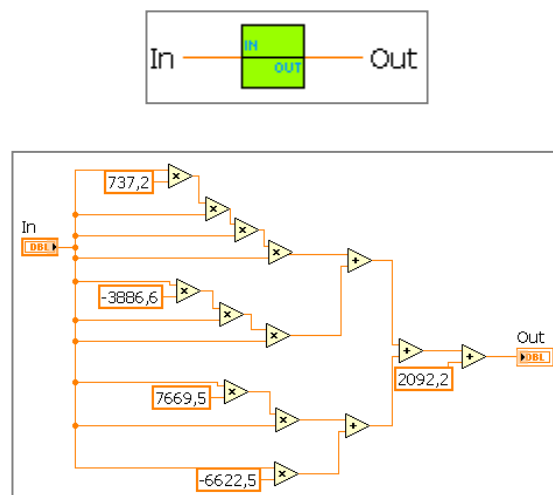 In IN OUT Out
737,2
In
DBL
-3886,6
Out
DBL
2092,2
7669,5
-6622,5